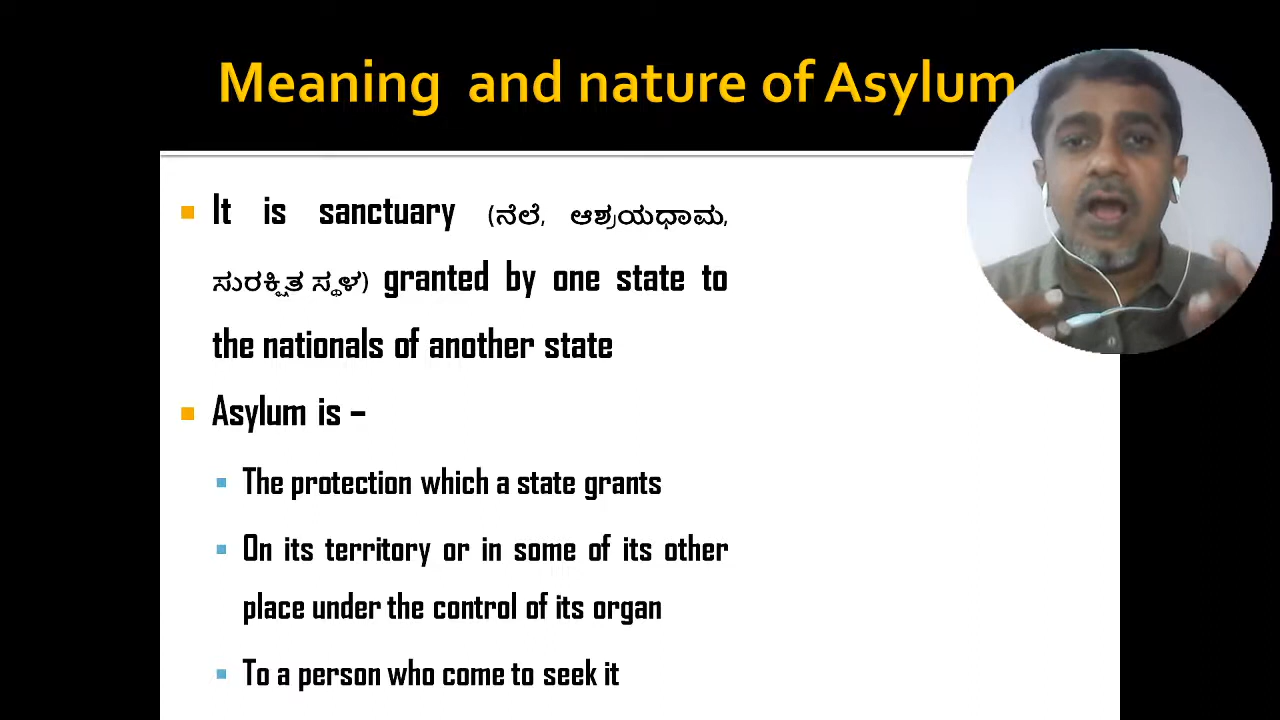 Meaning and nature of Asylum
It is sanctuary (ನೆಲೆ, ಆಶ್ರಯಧಾಮ,
ಸುರಕ್ಷಿತ ಸ್ಥಳ) granted by one state to
the nationals of another state
Asylum is –
The protection which a state grants
On its territory or in some of its other
place under the control of its organ
To a person who come to seek it